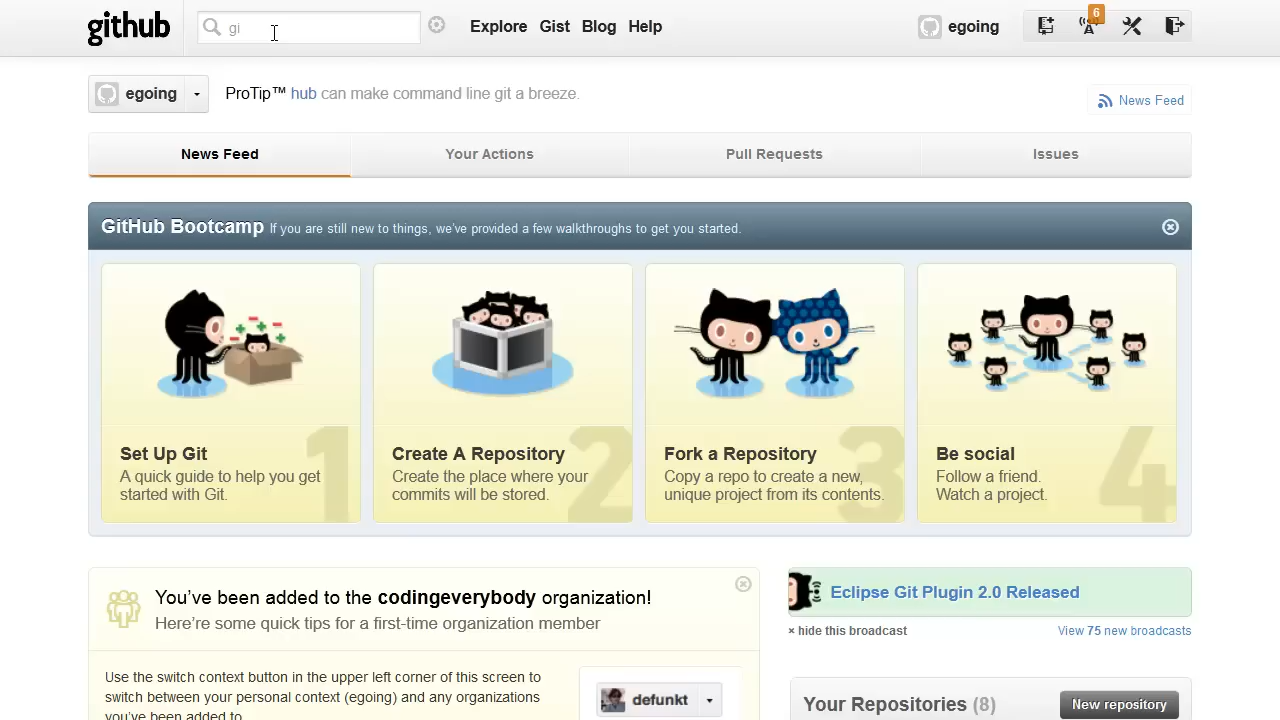 github
gi
Explore Gist Blog Help
egoing
6
egoing
ProTip™ hub can make command line git a breeze.
News Feed
News Feed
Your Actions
Pull Requests
Issues
GitHub Bootcamp If you are still new to things, we've provided a few walkthroughs to get you started.
Set Up Git
A quick guide to help you get
started with Git.
1
Create A Repository
Create the place where your
commits will be stored.
2
Fork a Repository
Copy a repo to create a new,
unique project from its contents.
3
Be social
Follow a friend.
Watch a project.
4
You've been added to the codingeverybody organization!
Here's some quick tips for a first-time organization member
Use the switch context button in the upper left corner of this screen to
switch between your personal context (egoing) and any organizations
you've been added to.
defunkt
Eclipse Git Plugin 2.0 Released
× hide this broadcast
View 75 new broadcasts
Your Repositories (8)
New repository